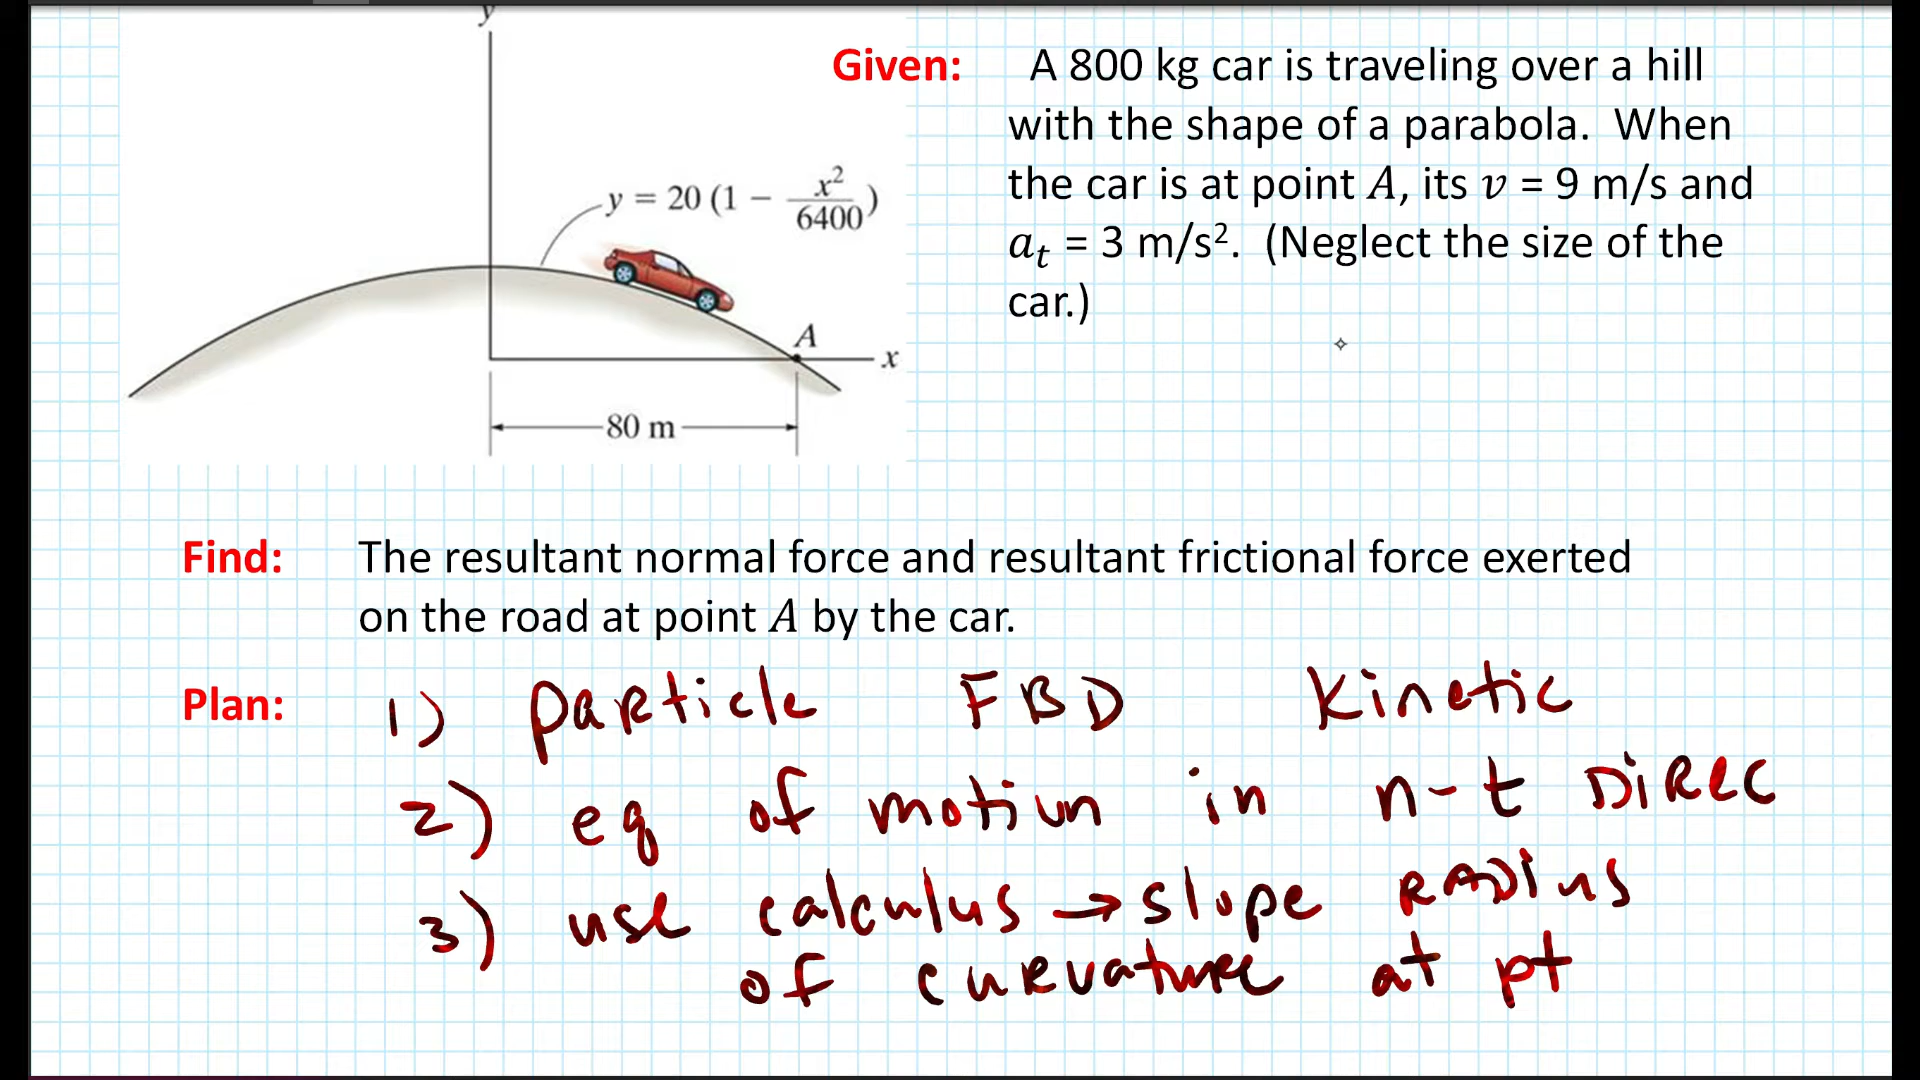 y
Given: A 800 kg car is traveling over a hill
with the shape of a parabola. When
the car is at point A, its v = 9 m/s and
aₜ = 3 m/s². (Neglect the size of the
car.)
y = 20 (1 − x²/6400)
A
x
80 m
Find: The resultant normal force and resultant frictional force exerted
on the road at point A by the car.
Plan: 1) particle FBD Kinetic
2) eq of motion in n-t Direc
3) use calculus → slope Radius
of curvature at pt